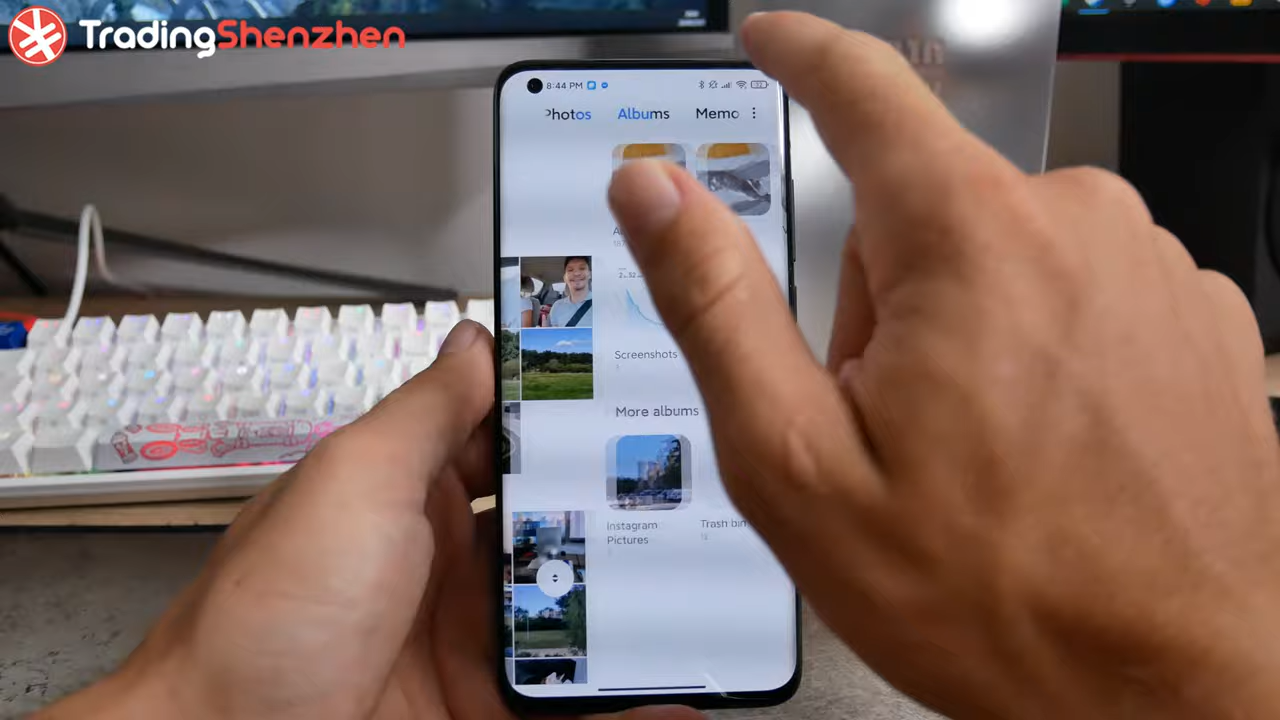 TradingShenzhen
8:44 PM
Photos Albums Memo
Screenshots
More albums
Instagram
Pictures
Trash bin